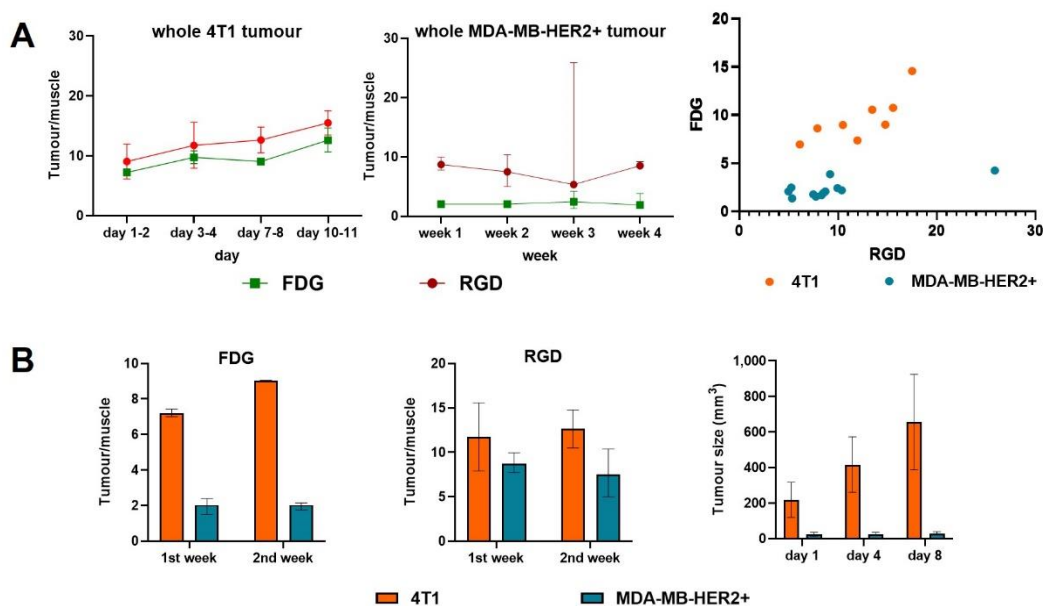 A
whole 4T1 tumour
Tumour/muscle
30
20
10
0
day 1-2
day 3-4
day 7-8
day 10-11
day
whole MDA-MB-HER2+ tumour
Tumour/muscle
30
20
10
0
week 1
week 2
week 3
week 4
week
FDG
RGD
FDG
20
15
10
5
0
0
10
20
30
RGD
4T1
MDA-MB-HER2+
B
FDG
Tumour/muscle
10
8
6
4
2
0
1st week
2nd week
RGD
Tumour/muscle
20
15
10
5
0
1st week
2nd week
Tumour size (mm³)
1,000
800
600
400
200
0
day 1
day 4
day 8
4T1
MDA-MB-HER2+